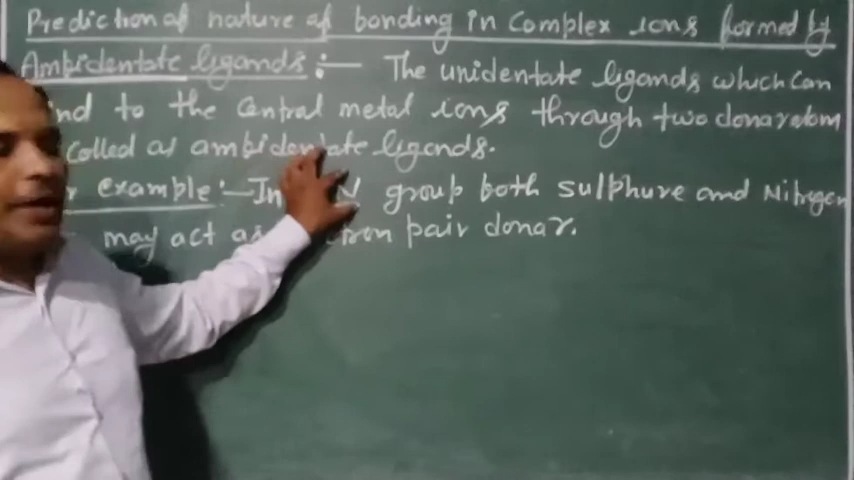 Prediction of nature of bonding in Complex ions formed by
Ambidentate ligands :— The unidentate ligands which can
to the central metal ions through two donar atom
called as ambidentate ligands.
example :— In group both sulphure and Nitrogen
may act as pair donar.